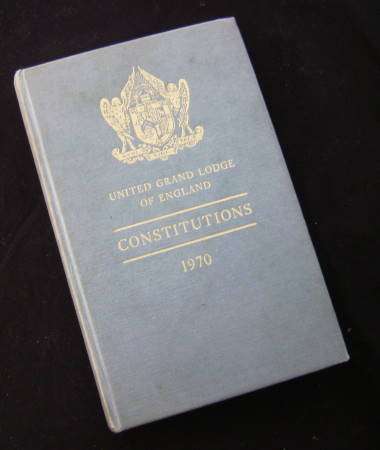 UNITED GRAND LODGE
OF ENGLAND
CONSTITUTIONS
1970